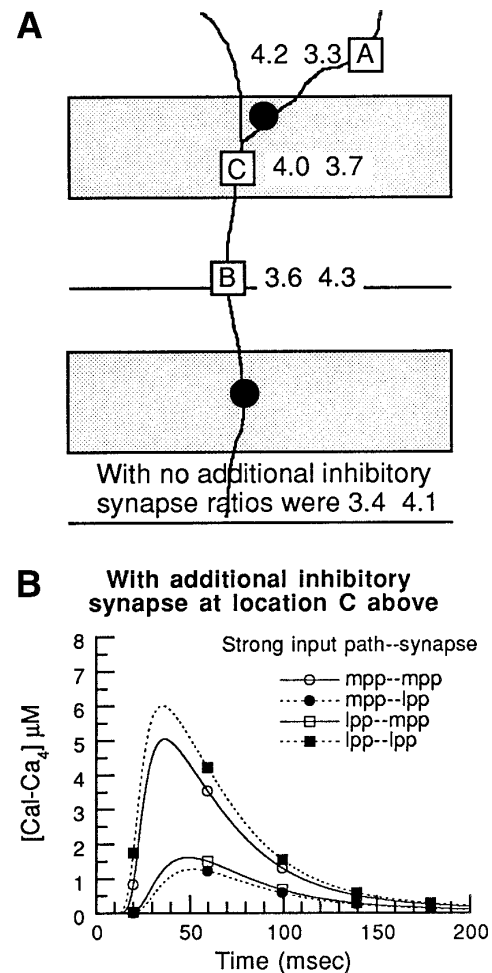 A
4.2 3.3 A
C 4.0 3.7
B 3.6 4.3
With no additional inhibitory
synapse ratios were 3.4 4.1
B
With additional inhibitory
synapse at location C above
Strong input path--synapse
mpp--mpp
mpp--lpp
lpp--mpp
lpp--lpp
[Cal-Ca4] μM
8
7
6
5
4
3
2
1
0
0 50 100 150 200
Time (msec)